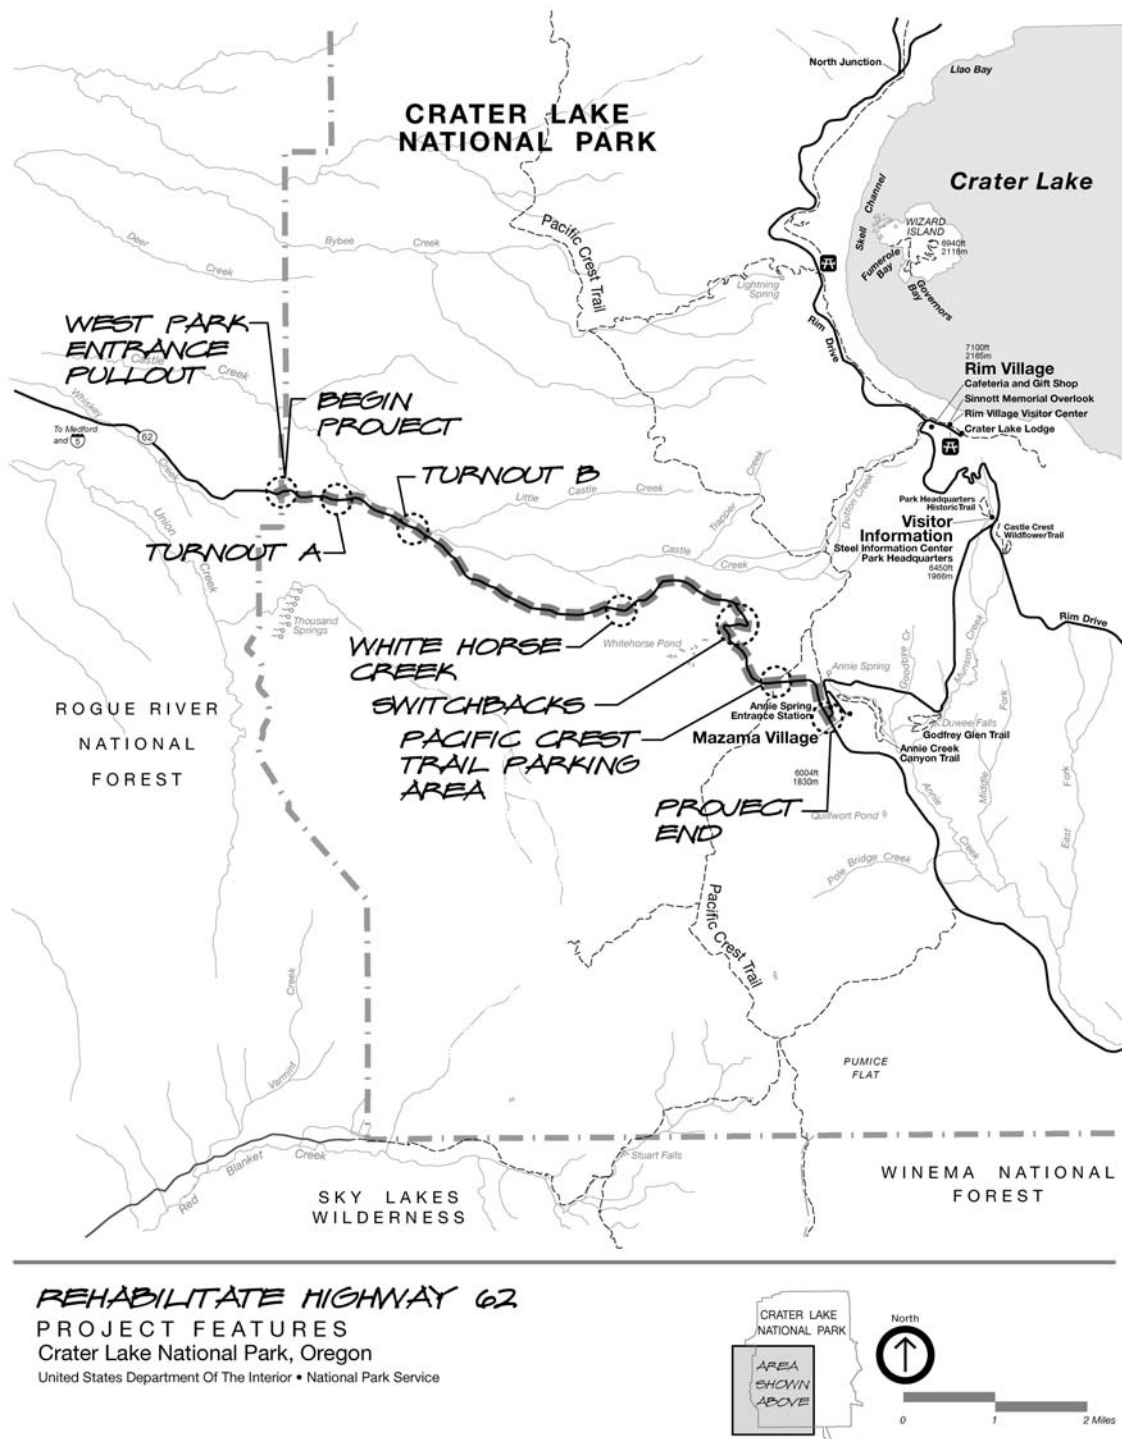 North Junction
Llao Bay
CRATER LAKE
NATIONAL PARK
Crater Lake
Skell Channel
WIZARD
ISLAND
6940ft
2116m
Fumerole
Bay
Governors
Bay
Pacific Crest Trail
Deer
Creek
Bybee Creek
Lightning
Spring
Rim Drive
WEST PARK
ENTRANCE
PULLOUT
Castle
Creek
Whiskey
Creek
To Medford
and 5
62
BEGIN
PROJECT
7100ft
2165m
Rim Village
Cafeteria and Gift Shop
Sinnott Memorial Overlook
Rim Village Visitor Center
Crater Lake Lodge
TURNOUT B
Little Castle Creek
Trapper Creek
Dutton Creek
Park Headquarters
HistoricTrail
Visitor
Information
Steel Information Center
Park Headquarters
6450ft
1966m
Castle Crest
WildflowerTrail
TURNOUT A
Union
Creek
Castle
Creek
Thousand
Springs
Rim Drive
WHITE HORSE
CREEK
Whitehorse Pond
Annie Spring
Goodbye Cr
Munson Creek
SWITCHBACKS
Annie Spring
Entrance Station
Mazama Village
Duwee Falls
Godfrey Glen Trail
Annie Creek
Canyon Trail
ROGUE RIVER
NATIONAL
FOREST
PACIFIC CREST
TRAIL PARKING
AREA
6004ft
1830m
PROJECT
END
Quillwort Pond
Pole Bridge Creek
Annie
Creek
Middle
Fork
East
Fork
Pacific Crest Trail
Varmint
Creek
PUMICE
FLAT
Red Blanket Creek
Stuart Falls
SKY LAKES
WILDERNESS
WINEMA NATIONAL
FOREST
REHABILITATE HIGHWAY 62
PROJECT FEATURES
Crater Lake National Park, Oregon
United States Department Of The Interior • National Park Service
CRATER LAKE
NATIONAL PARK
AREA
SHOWN
ABOVE
North
0 1 2 Miles